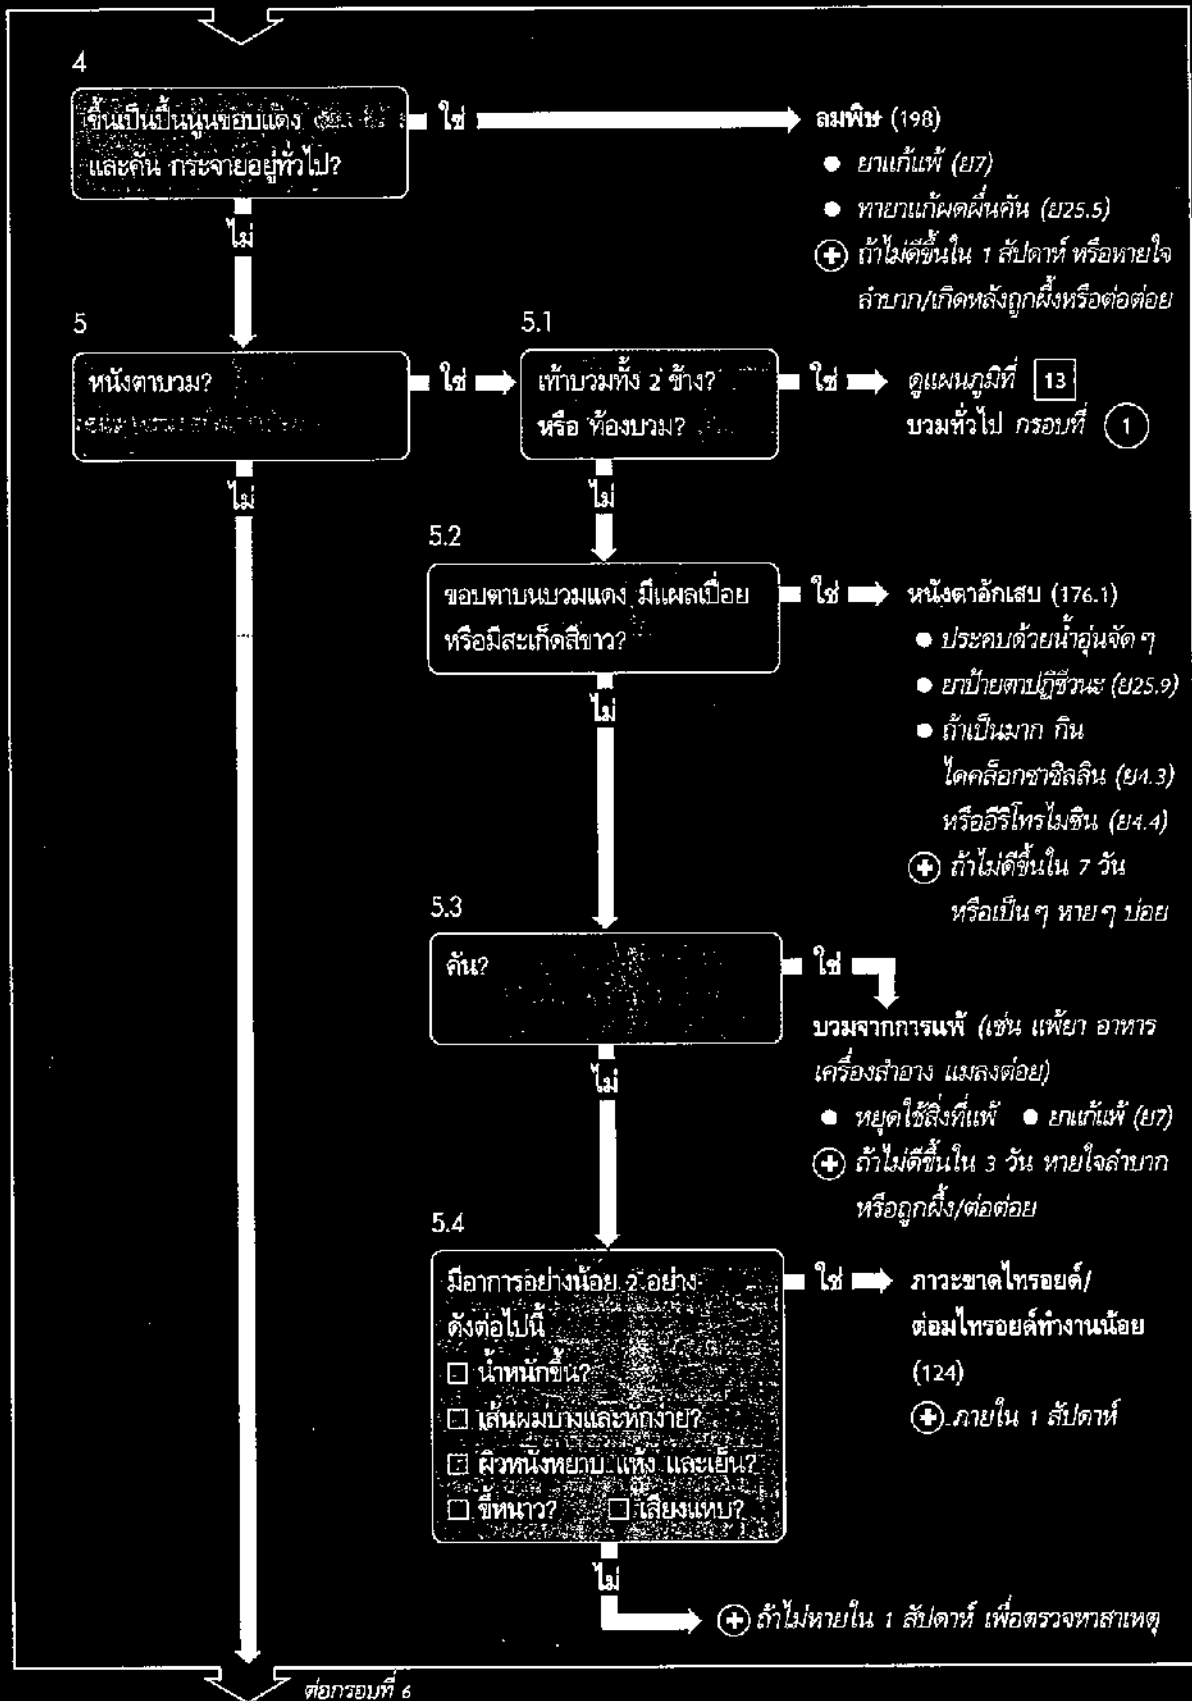 4
ขึ้นเป็นปื้นนูนขอบแดง
และคัน กระจายอยู่ทั่วไป?
ใช่
ลมพิษ (198)
● ยาแก้แพ้ (ย7)
● ทายาแก้ผดผื่นคัน (ย25.5)
⊕ ถ้าไม่ดีขึ้นใน 1 สัปดาห์ หรือหายใจ
ลำบาก/เกิดหลังถูกผึ้งหรือต่อต่อย
ไม่
5
หนังตาบวม?
ใช่
5.1
เท้าบวมทั้ง 2 ข้าง?
หรือ ท้องบวม?
ใช่
ดูแผนภูมิที่ 13
บวมทั่วไป กรอบที่ 1
ไม่
ไม่
5.2
ขอบตาบนบวมแดง มีแผลเปื่อย
หรือมีสะเก็ดสีขาว?
ใช่
หนังตาอักเสบ (176.1)
● ประคบด้วยน้ำอุ่นจัด ๆ
● ยาป้ายตาปฏิชีวนะ (ย25.9)
● ถ้าเป็นมาก กิน
ไดคล็อกซาซิลลิน (ย4.3)
หรืออีริโทรไมซิน (ย4.4)
⊕ ถ้าไม่ดีขึ้นใน 7 วัน
หรือเป็น ๆ หาย ๆ บ่อย
ไม่
5.3
คัน?
ใช่
บวมจากการแพ้ (เช่น แพ้ยา อาหาร
เครื่องสำอาง แมลงต่อย)
● หยุดใช้สิ่งที่แพ้ ● ยาแก้แพ้ (ย7)
⊕ ถ้าไม่ดีขึ้นใน 3 วัน หายใจลำบาก
หรือถูกผึ้ง/ต่อต่อย
ไม่
5.4
มีอาการอย่างน้อย 2 อย่าง
ดังต่อไปนี้
□ น้ำหนักขึ้น?
□ เส้นผมบางและหักง่าย?
□ ผิวหนังหยาบ แห้ง และเย็น?
□ ขี้หนาว? □ เสียงแหบ?
ใช่
ภาวะขาดไทรอยด์/
ต่อมไทรอยด์ทำงานน้อย
(124)
⊕ ภายใน 1 สัปดาห์
ไม่
⊕ ถ้าไม่หายใน 1 สัปดาห์ เพื่อตรวจหาสาเหตุ
ต่อกรอบที่ 6